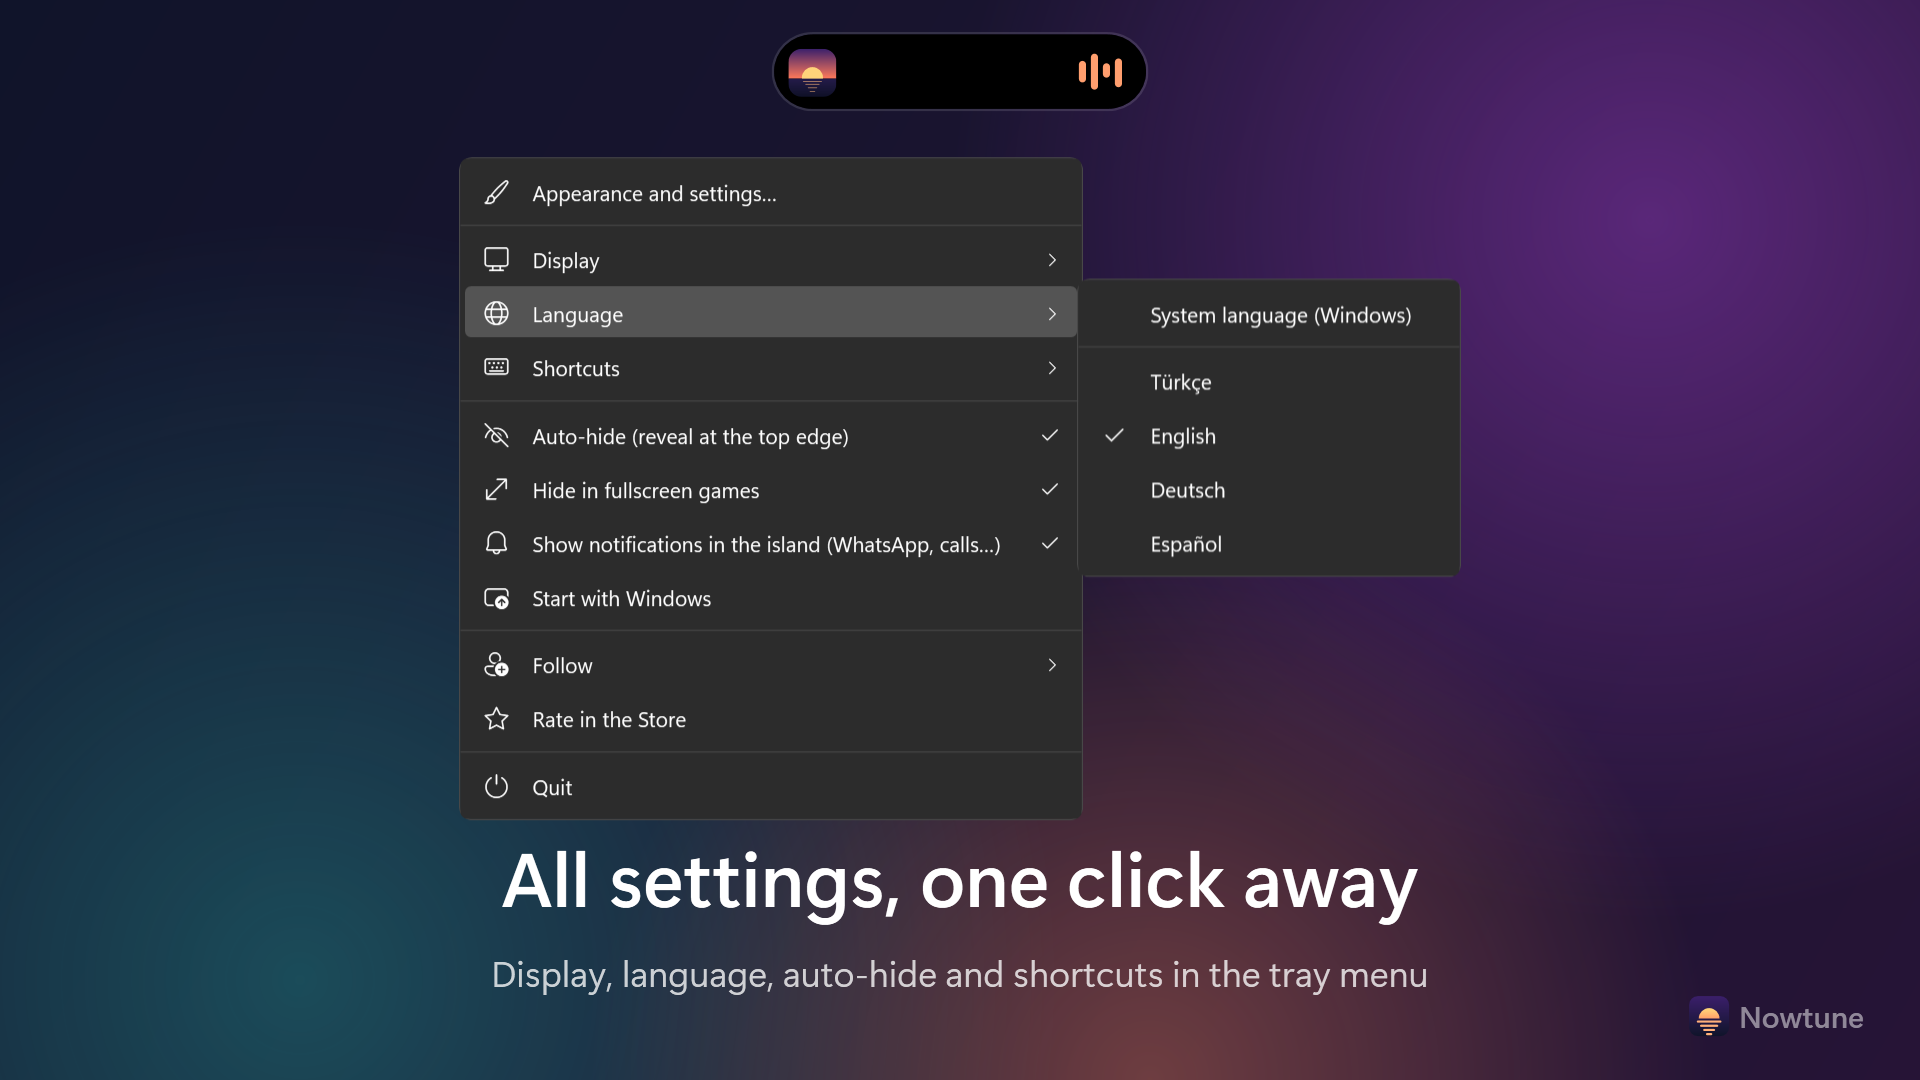 Appearance and settings...
Display
Language
Shortcuts
Auto-hide (reveal at the top edge)
Hide in fullscreen games
Show notifications in the island (WhatsApp, calls...)
Start with Windows
Follow
Rate in the Store
Quit
System language (Windows)
Türkçe
English
Deutsch
Español
All settings, one click away
Display, language, auto-hide and shortcuts in the tray menu
Nowtune